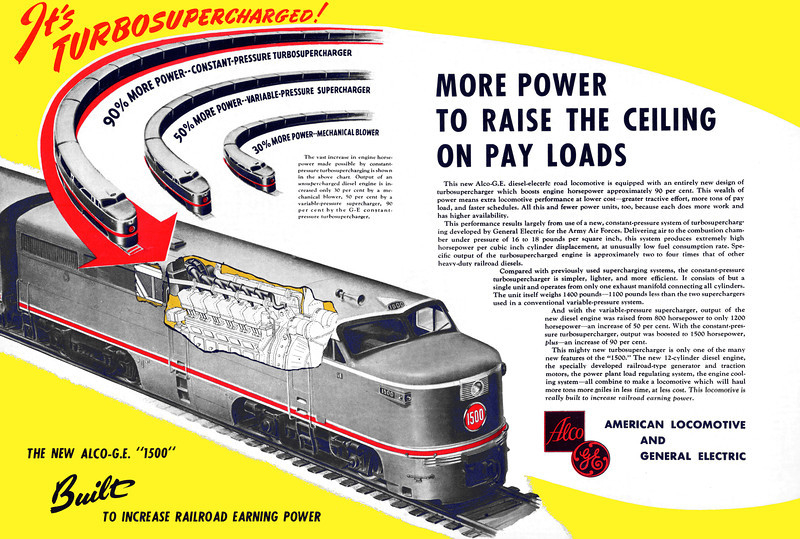 It's
TURBOSUPERCHARGED!
90% MORE POWER--CONSTANT-PRESSURE TURBOSUPERCHARGER
50% MORE POWER--VARIABLE-PRESSURE SUPERCHARGER
30% MORE POWER--MECHANICAL BLOWER
The vast increase in engine horse-
power made possible by constant-
pressure turbosupercharging is shown
in the above chart. Output of an
unsupercharged diesel engine is in-
creased only 30 per cent by a me-
chanical blower, 50 per cent by a
variable-pressure supercharger, 90
per cent by the G-E constant-
pressure turbosupercharger.
MORE POWER
TO RAISE THE CEILING
ON PAY LOADS
This new Alco-G.E. diesel-electric road locomotive is equipped with an entirely new design of
turbosupercharger which boosts engine horsepower approximately 90 per cent. This wealth of
power means extra locomotive performance at lower cost—greater tractive effort, more tons of pay
load, and faster schedules. All this and fewer power units, too, because each does more work and
has higher availability.
This performance results largely from use of a new, constant-pressure system of turbosupercharg-
ing developed by General Electric for the Army Air Forces. Delivering air to the combustion cham-
ber under pressure of 16 to 18 pounds per square inch, this system produces extremely high
horsepower per cubic inch cylinder displacement, at unusually low fuel consumption rate. Spe-
cific output of the turbosupercharged engine is approximately two to four times that of other
heavy-duty railroad diesels.
Compared with previously used supercharging systems, the constant-pressure
turbosupercharger is simpler, lighter, and more efficient. It consists of but a
single unit and operates from only one exhaust manifold connecting all cylinders.
The unit itself weighs 1400 pounds—1100 pounds less than the two superchargers
used in a conventional variable-pressure system.
And with the variable-pressure supercharger, output of the
new diesel engine was raised from 800 horsepower to only 1200
horsepower—an increase of 50 per cent. With the constant-pres-
sure turbosupercharger, output was boosted to 1500 horsepower,
plus—an increase of 90 per cent.
This mighty new turbosupercharger is only one of the many
new features of the "1500." The new 12-cylinder diesel engine,
the specially developed railroad-type generator and traction
motors, the power plant load regulating system, the engine cool-
ing system—all combine to make a locomotive which will haul
more tons more miles in less time, at less cost. This locomotive is
really built to increase railroad earning power.
1500
1500
1500
Alco
GE
AMERICAN LOCOMOTIVE
AND
GENERAL ELECTRIC
THE NEW ALCO-G.E. "1500"
Built
TO INCREASE RAILROAD EARNING POWER